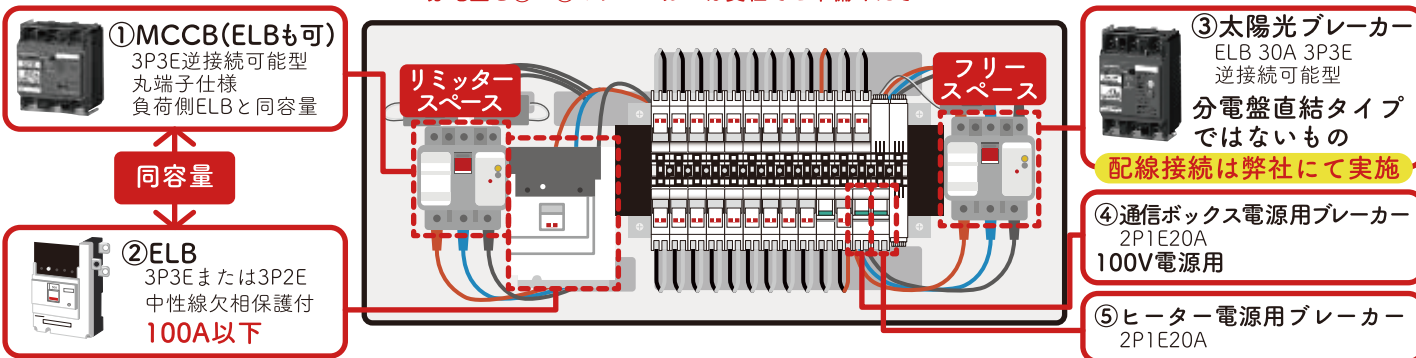 ①MCCB(ELBも可)
3P3E逆接続可能型
丸端子仕様
負荷側ELBと同容量
同容量
②ELB
3P3Eまたは3P2E
中性線欠相保護付
100A以下
リミッター
スペース
フリー
スペース
③太陽光ブレーカー
ELB 30A 3P3E
逆接続可能型
分電盤直結タイプ
ではないもの
配線接続は弊社にて実施
④通信ボックス電源用ブレーカー
2P1E20A
100V電源用
⑤ヒーター電源用ブレーカー
2P1E20A